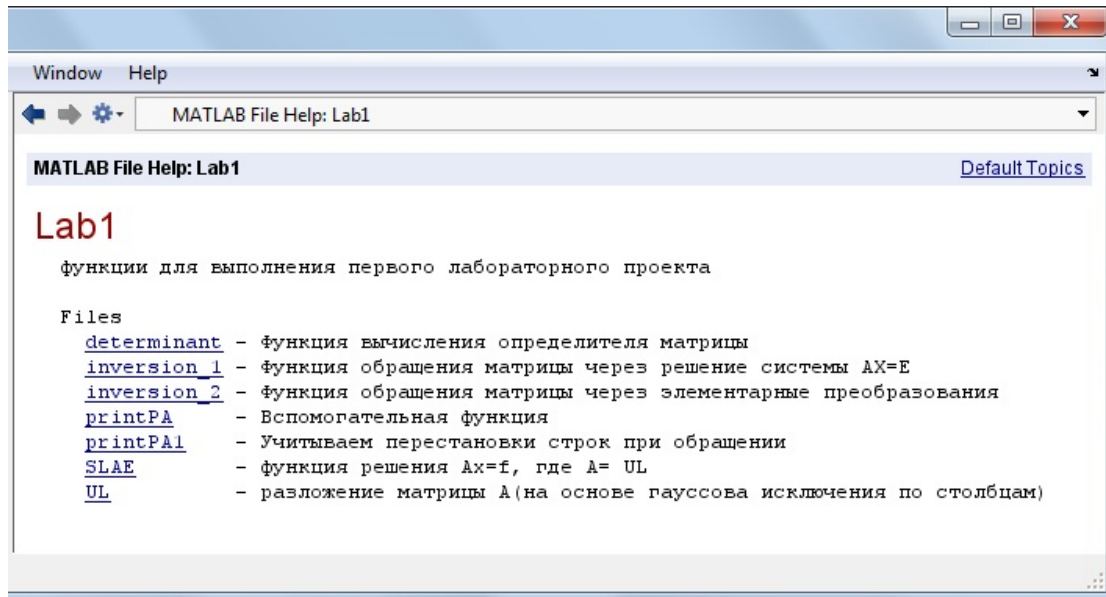 Window Help
MATLAB File Help: Lab1
MATLAB File Help: Lab1 Default Topics
Lab1
функции для выполнения первого лабораторного проекта
Files
determinant - Функция вычисления определителя матрицы
inversion_1 - Функция обращения матрицы через решение системы AX=E
inversion_2 - Функция обращения матрицы через элементарные преобразования
printPA - Вспомогательная функция
printPA1 - Учитываем перестановки строк при обращении
SLAE - функция решения Ax=f, где A= UL
UL - разложение матрицы A(на основе гауссова исключения по столбцам)